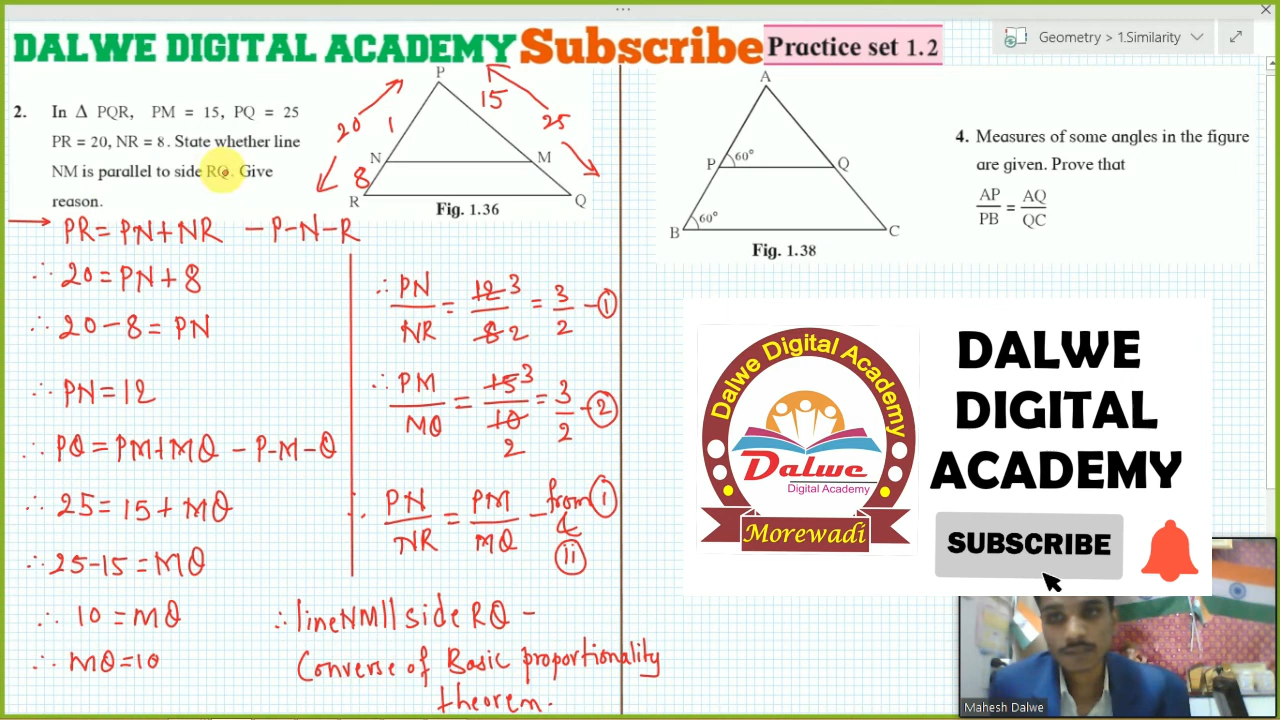 DALWE DIGITAL ACADEMY Subscribe Practice set 1.2
Geometry > 1.Similarity
2. In Δ PQR, PM = 15, PQ = 25
PR = 20, NR = 8. State whether line
NM is parallel to side RQ. Give
reason.
P
15
20
25
N
M
8
R
Q
Fig. 1.36
PR = PN + NR - P-N-R
∴ 20 = PN + 8
∴ 20 - 8 = PN
∴ PN = 12
∴ PQ = PM + MQ - P-M-Q
∴ 25 = 15 + MQ
∴ 25 - 15 = MQ
∴ 10 = MQ
∴ MQ = 10
∴ PN/NR = 12 3/8 2 = 3/2 - 1
∴ PM/MQ = 15 3/10 2 = 3/2 - 2
∴ PN/NR = PM/MQ - from i & ii
∴ line NM || side RQ -
Converse of Basic proportionality
theorem.
A
P 60° Q
B 60° C
Fig. 1.38
4. Measures of some angles in the figure
are given. Prove that
AP/PB = AQ/QC
Dalwe Digital Academy
Dalwe
Digital Academy
Morewadi
DALWE
DIGITAL
ACADEMY
SUBSCRIBE
Mahesh Dalwe